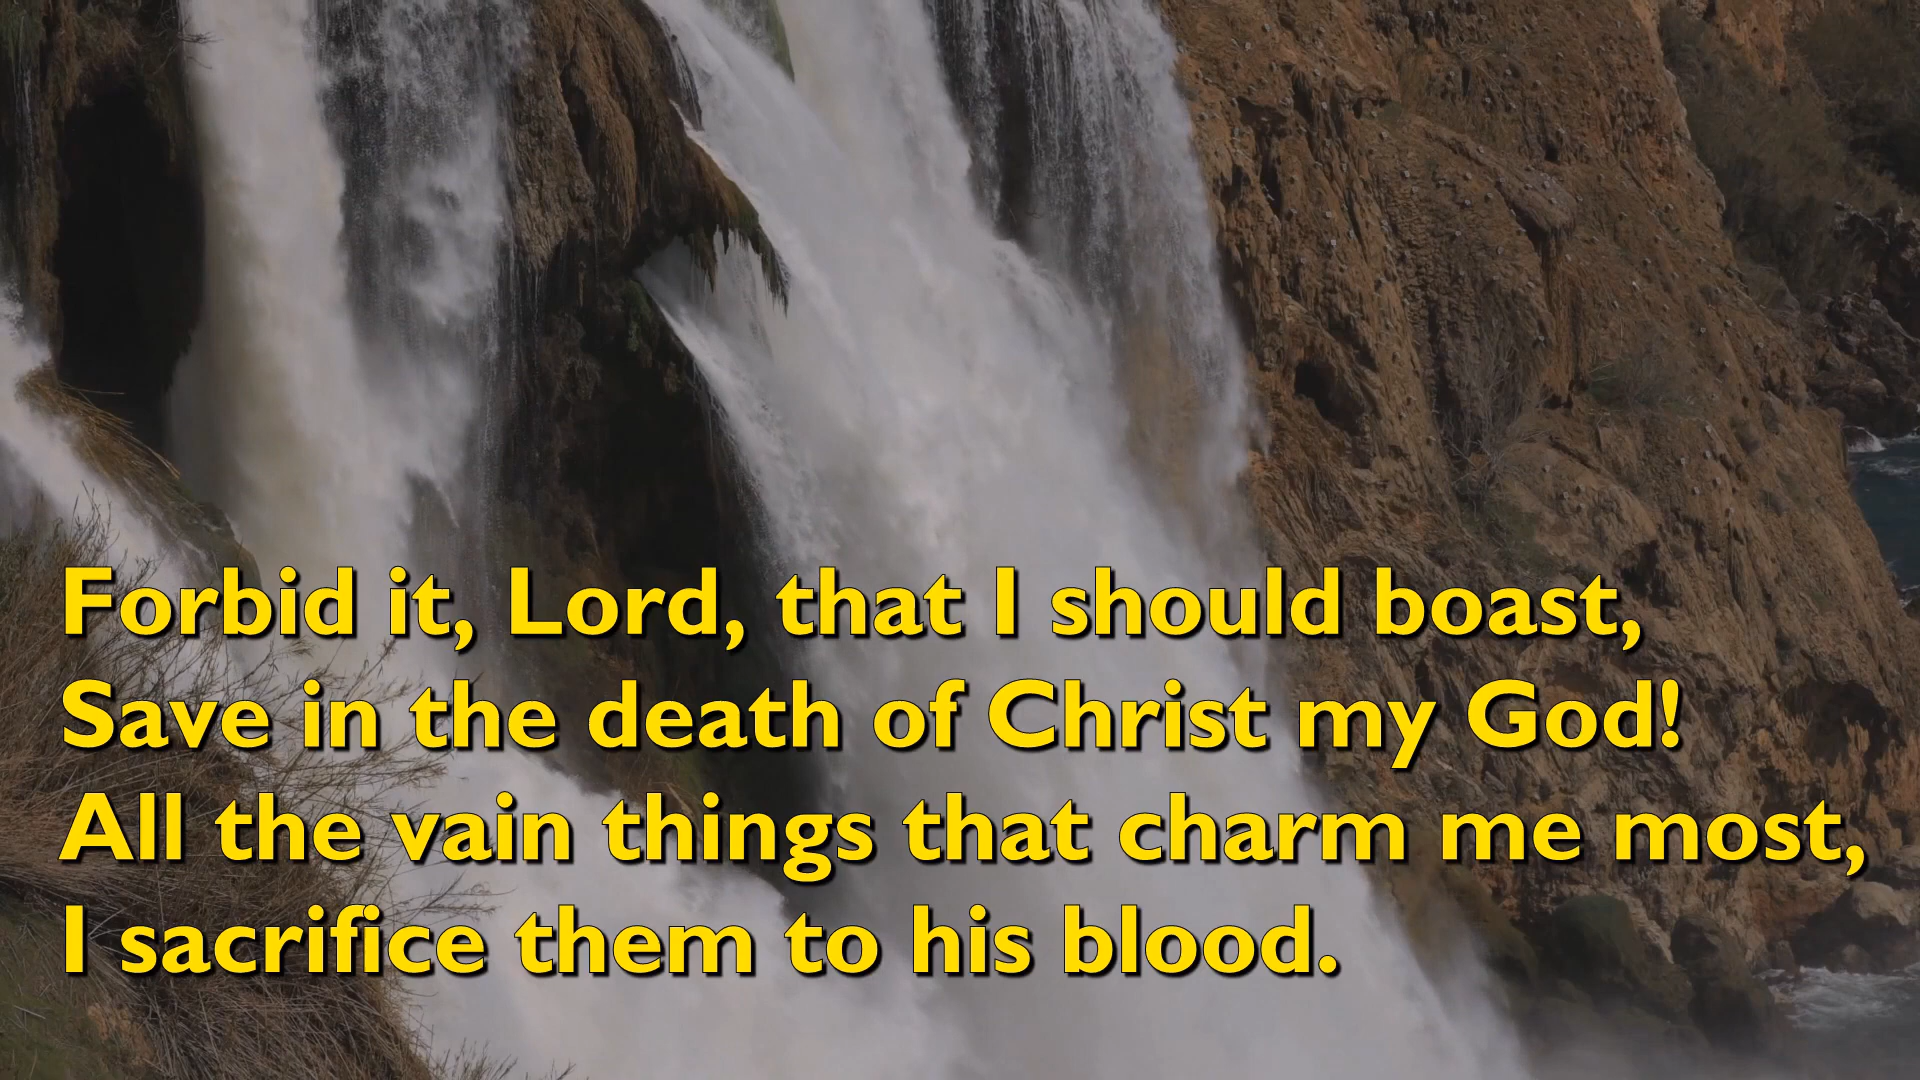 Forbid it, Lord, that I should boast,
Save in the death of Christ my God!
All the vain things that charm me most,
I sacrifice them to his blood.